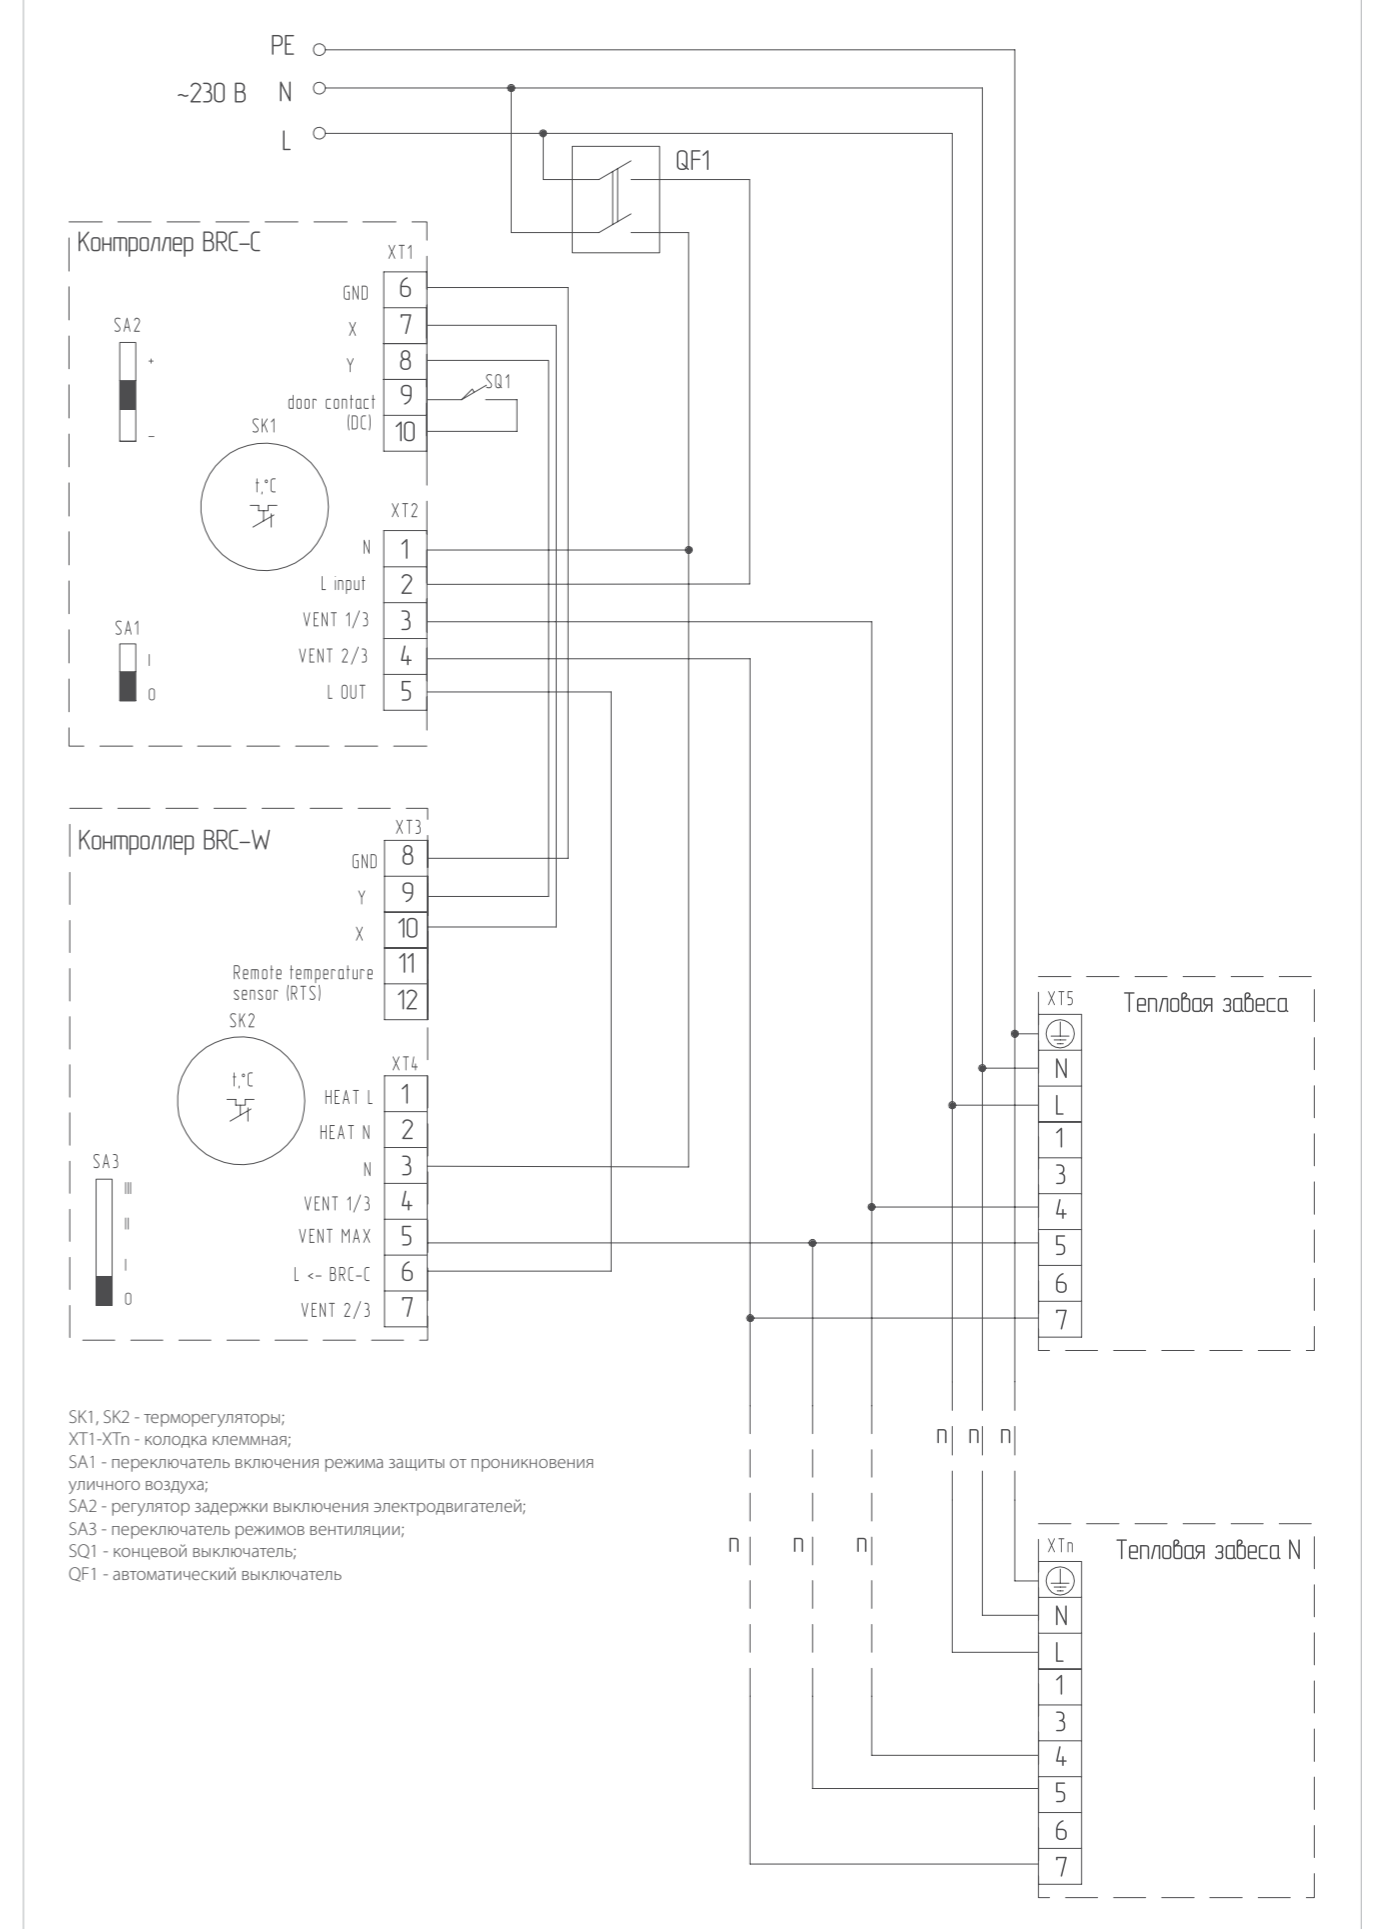 PE
~230 В N
L
QF1
Контроллер BRC-C
XT1
GND 6
X 7
SA2
+
Y 8
door contact 9
SQ1
(DC) 10
-
SK1
t,°C
XT2
N 1
L input 2
VENT 1/3 3
SA1
I
VENT 2/3 4
0
L OUT 5
Контроллер BRC-W
XT3
GND 8
Y 9
X 10
Remote temperature 11
sensor (RTS) 12
SK2
t,°C
XT4
HEAT L 1
HEAT N 2
SA3
N 3
III
VENT 1/3 4
II
VENT MAX 5
I
L <- BRC-C 6
0
VENT 2/3 7
XT5
Тепловая завеса
N
L
1
3
4
5
6
7
n n n
n n n
SK1, SK2 - терморегуляторы;
XT1-XTn - колодка клеммная;
SA1 - переключатель включения режима защиты от проникновения
уличного воздуха;
SA2 - регулятор задержки выключения электродвигателей;
SA3 - переключатель режимов вентиляции;
SQ1 - концевой выключатель;
QF1 - автоматический выключатель
XTn
Тепловая завеса N
N
L
1
3
4
5
6
7